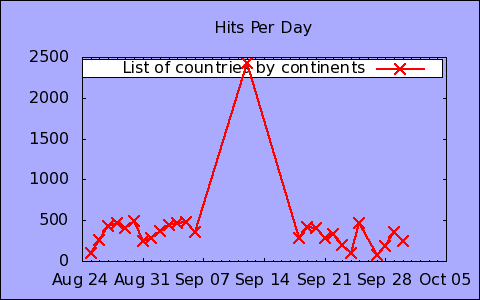 Hits Per Day
List of countries by continents
2500
2000
1500
1000
500
0
Aug 24 Aug 31 Sep 07 Sep 14 Sep 21 Sep 28 Oct 05